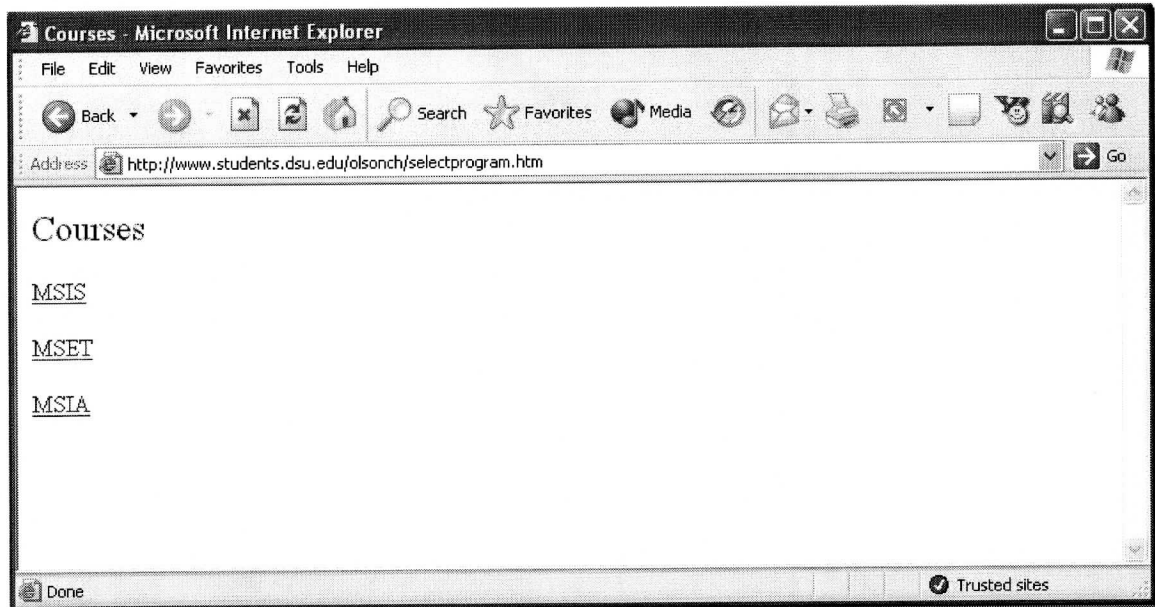 Courses - Microsoft Internet Explorer
File Edit View Favorites Tools Help
Back Search Favorites Media
Address http://www.students.dsu.edu/olsonch/selectprogram.htm Go
Courses
MSIS
MSET
MSIA
Done Trusted sites